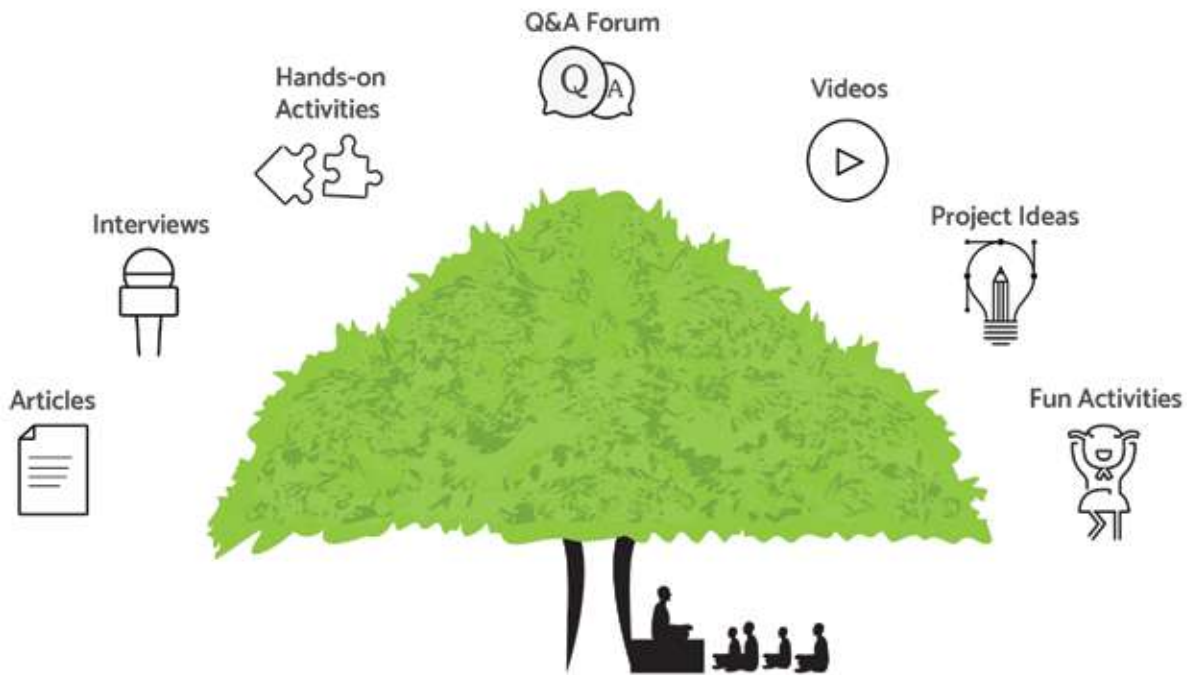 Q&A Forum
Q
A
Hands-on
Activities
Videos
Interviews
Project Ideas
Articles
Fun Activities